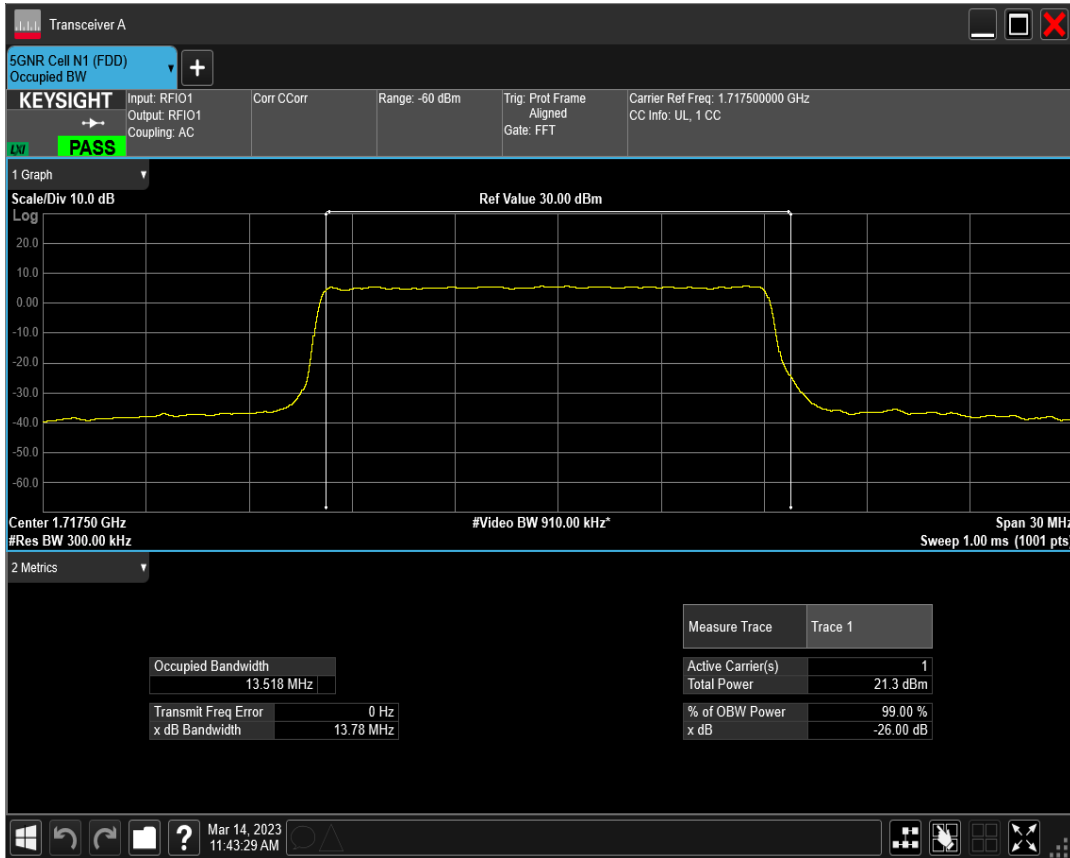 Transceiver A
5GNR Cell N1 (FDD)
Occupied BW
+
KEYSIGHT
LXI
PASS
Input: RFIO1
Output: RFIO1
Coupling: AC
Corr CCorr
Range: -60 dBm
Trig: Prot Frame
Aligned
Gate: FFT
Carrier Ref Freq: 1.717500000 GHz
CC Info: UL, 1 CC
1 Graph
Scale/Div 10.0 dB
Ref Value 30.00 dBm
Log
20.0
10.0
0.00
-10.0
-20.0
-30.0
-40.0
-50.0
-60.0
Center 1.71750 GHz
#Video BW 910.00 kHz*
Span 30 MHz
#Res BW 300.00 kHz
Sweep 1.00 ms (1001 pts)
2 Metrics
Measure Trace Trace 1
Occupied Bandwidth
13.518 MHz
Active Carrier(s) 1
Total Power 21.3 dBm
Transmit Freq Error 0 Hz
x dB Bandwidth 13.78 MHz
% of OBW Power 99.00 %
x dB -26.00 dB
?
Mar 14, 2023
11:43:29 AM